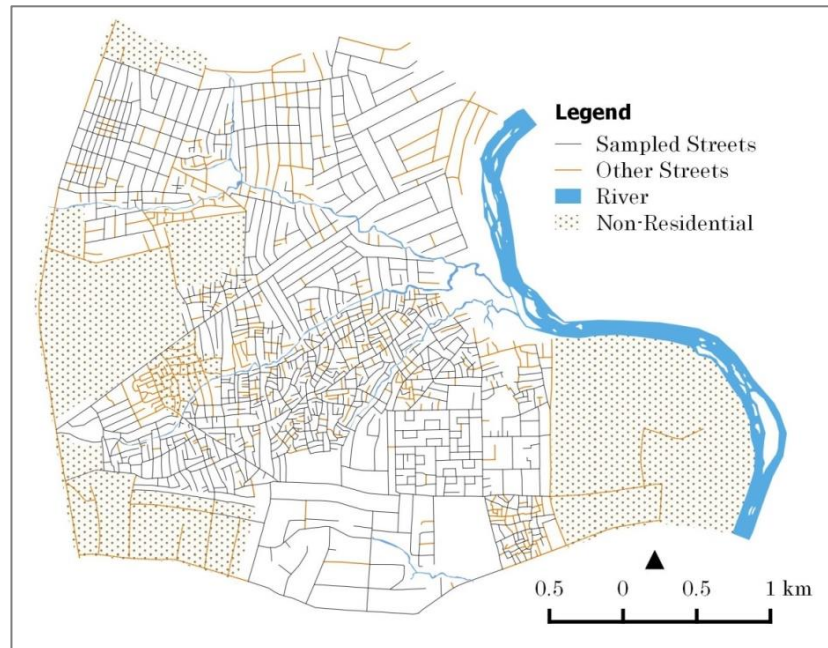 Legend
Sampled Streets
Other Streets
River
Non-Residential
0.5 0 0.5 1 km